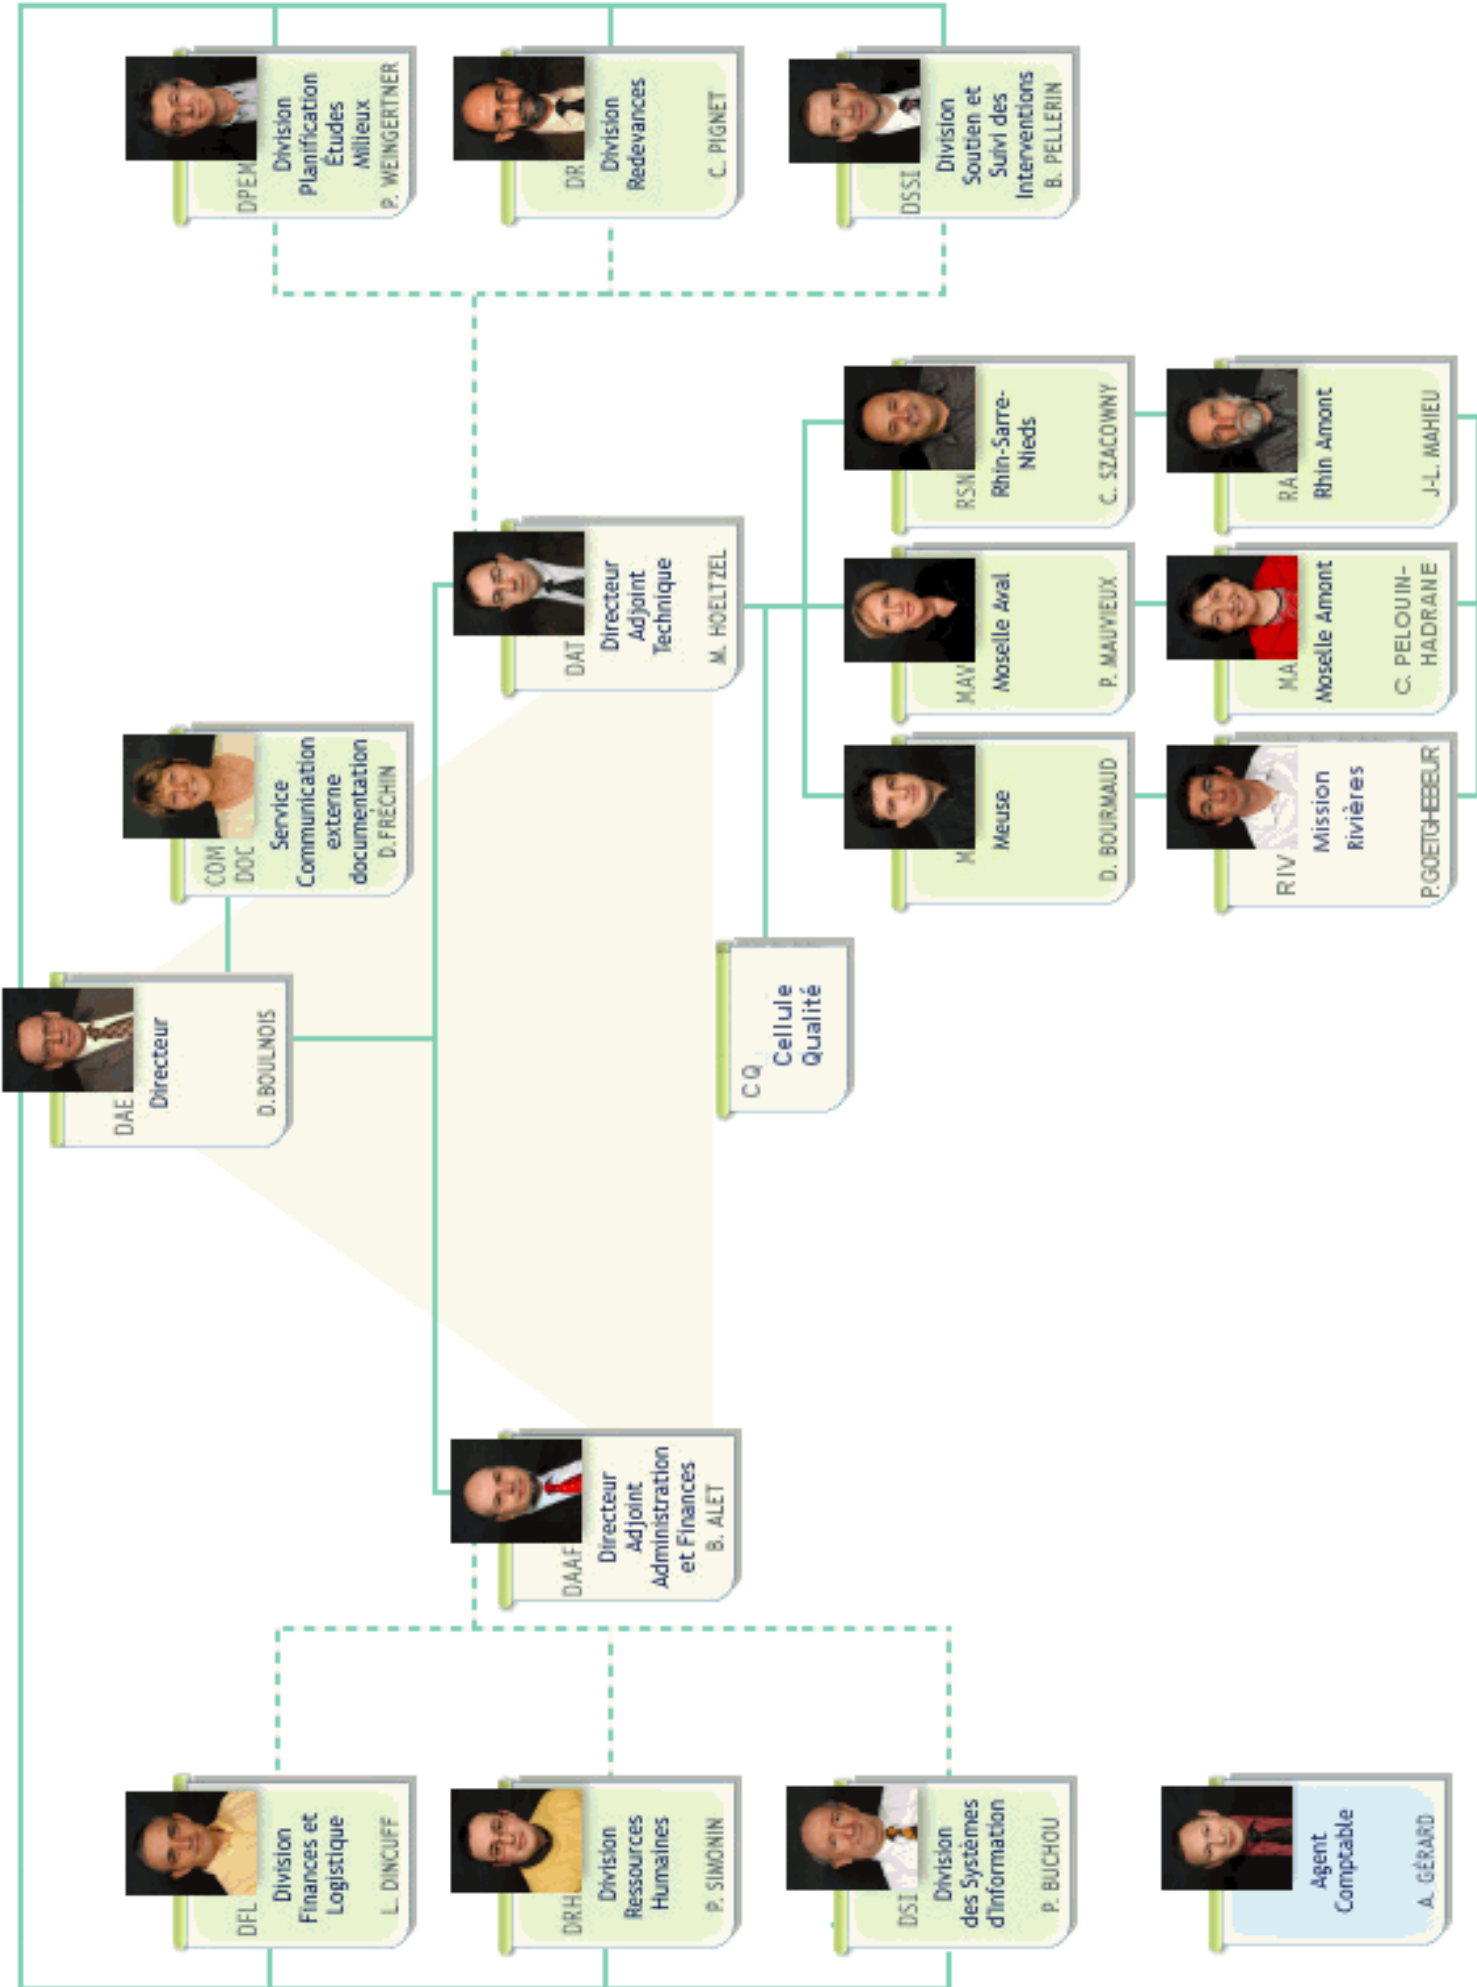 DAE
Directeur
D.BOULNOIS
COM
DOC
Service
Communication
externe
documentation
D.FRÉCHIN
DFL
Division
Finances et
Logistique
L. DINCUFF
DRH
Division
Ressources
Humaines
P. SIMONIN
DSI
Division
des Systèmes
d'Information
P. BUCHOU
Agent
Comptable
A. GÉRARD
DAAF
Directeur
Adjoint
Administration
et Finances
B. ALET
DAT
Directeur
Adjoint
Technique
M. HOELTZEL
DPEM
Division
Planification
Études
Milieux
P. WEINGERTNER
DR
Division
Redevances
C. PIGNET
DSSI
Division
Soutien et
Suivi des
Interventions
B. PELLERIN
C Q
Cellule
Qualité
M
Meuse
D. BOURMAUD
MAV
Moselle Aval
P. MAUVIEUX
RSN
Rhin-Sarre-
Nieds
C. SZACOWNY
RIV
Mission
Rivières
P.GOETGHEBEUR
MA
Moselle Amont
C. PELOUIN-
HADRANE
RA
Rhin Amont
J-L. MAHIEU